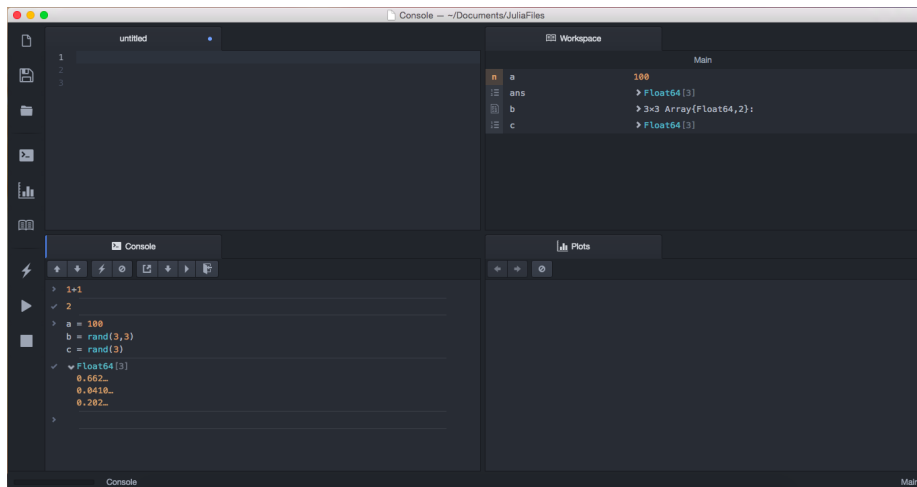 Console — ~/Documents/JuliaFiles
untitled
1
2
3
Workspace
Main
n a 100
ans > Float64[3]
b > 3×3 Array{Float64,2}:
c > Float64[3]
Console
> 1+1
✓ 2
> a = 100
b = rand(3,3)
c = rand(3)
✓ Float64[3]
0.662…
0.0410…
0.202…
>
Plots
Console
Main